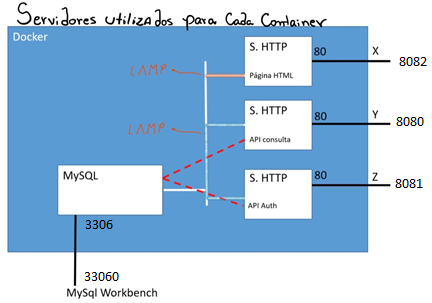 Servidores utilizados para Cada Container
Docker
S. HTTP
80
X
8082
LAMP
Página HTML
S. HTTP
80
Y
8080
LAMP
API consulta
MySQL
S. HTTP
80
Z
8081
API Auth
3306
33060
MySql Workbench